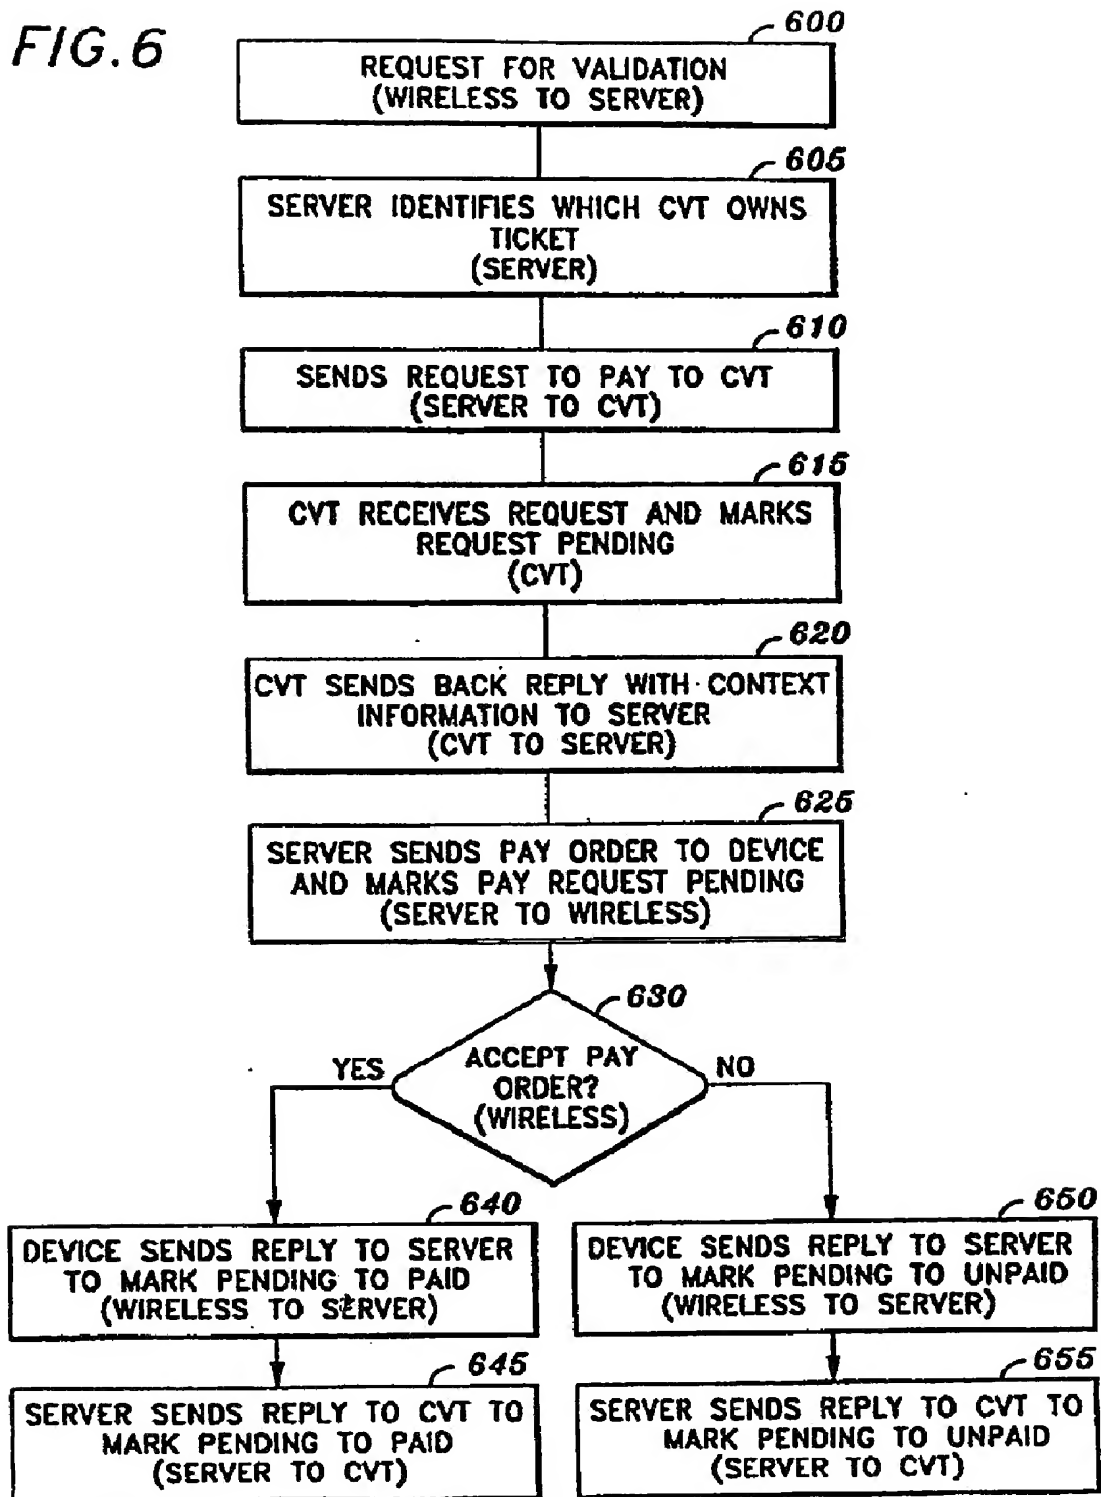 FIG.6
600
REQUEST FOR VALIDATION
(WIRELESS TO SERVER)
605
SERVER IDENTIFIES WHICH CVT OWNS
TICKET
(SERVER)
610
SENDS REQUEST TO PAY TO CVT
(SERVER TO CVT)
615
CVT RECEIVES REQUEST AND MARKS
REQUEST PENDING
(CVT)
620
CVT SENDS BACK REPLY WITH CONTEXT
INFORMATION TO SERVER
(CVT TO SERVER)
625
SERVER SENDS PAY ORDER TO DEVICE
AND MARKS PAY REQUEST PENDING
(SERVER TO WIRELESS)
630
ACCEPT PAY
ORDER?
(WIRELESS)
YES
NO
640
DEVICE SENDS REPLY TO SERVER
TO MARK PENDING TO PAID
(WIRELESS TO SERVER)
645
SERVER SENDS REPLY TO CVT TO
MARK PENDING TO PAID
(SERVER TO CVT)
650
DEVICE SENDS REPLY TO SERVER
TO MARK PENDING TO UNPAID
(WIRELESS TO SERVER)
655
SERVER SENDS REPLY TO CVT TO
MARK PENDING TO UNPAID
(SERVER TO CVT)